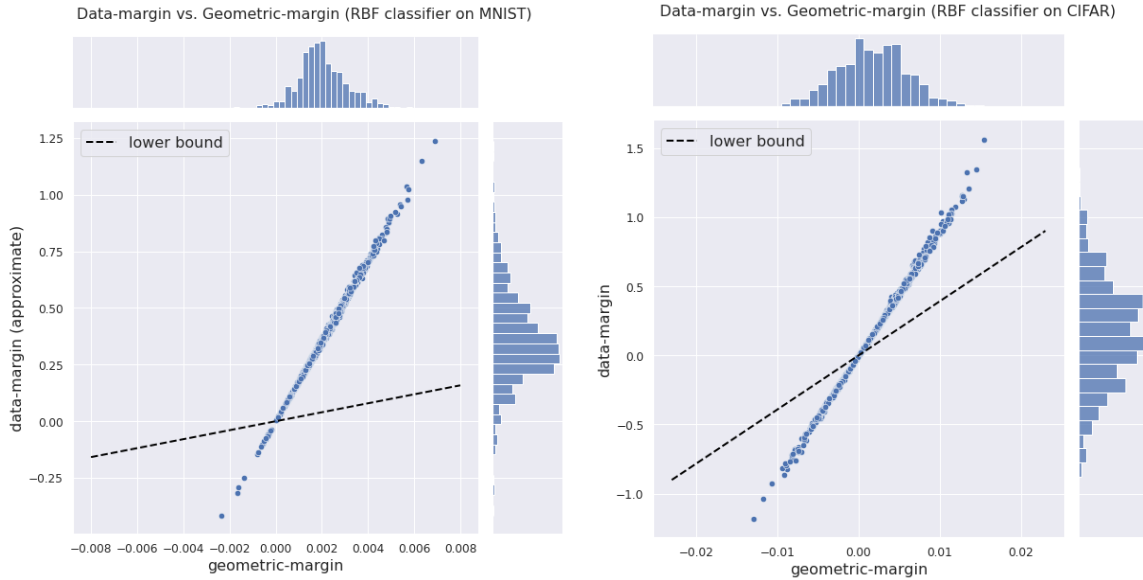 Data-margin vs. Geometric-margin (RBF classifier on MNIST)
lower bound
1.25
1.00
0.75
0.50
0.25
0.00
−0.25
data-margin (approximate)
−0.008 −0.006 −0.004 −0.002 0.000 0.002 0.004 0.006 0.008
geometric-margin
Data-margin vs. Geometric-margin (RBF classifier on CIFAR)
lower bound
1.5
1.0
0.5
0.0
−0.5
−1.0
data-margin
−0.02 −0.01 0.00 0.01 0.02
geometric-margin